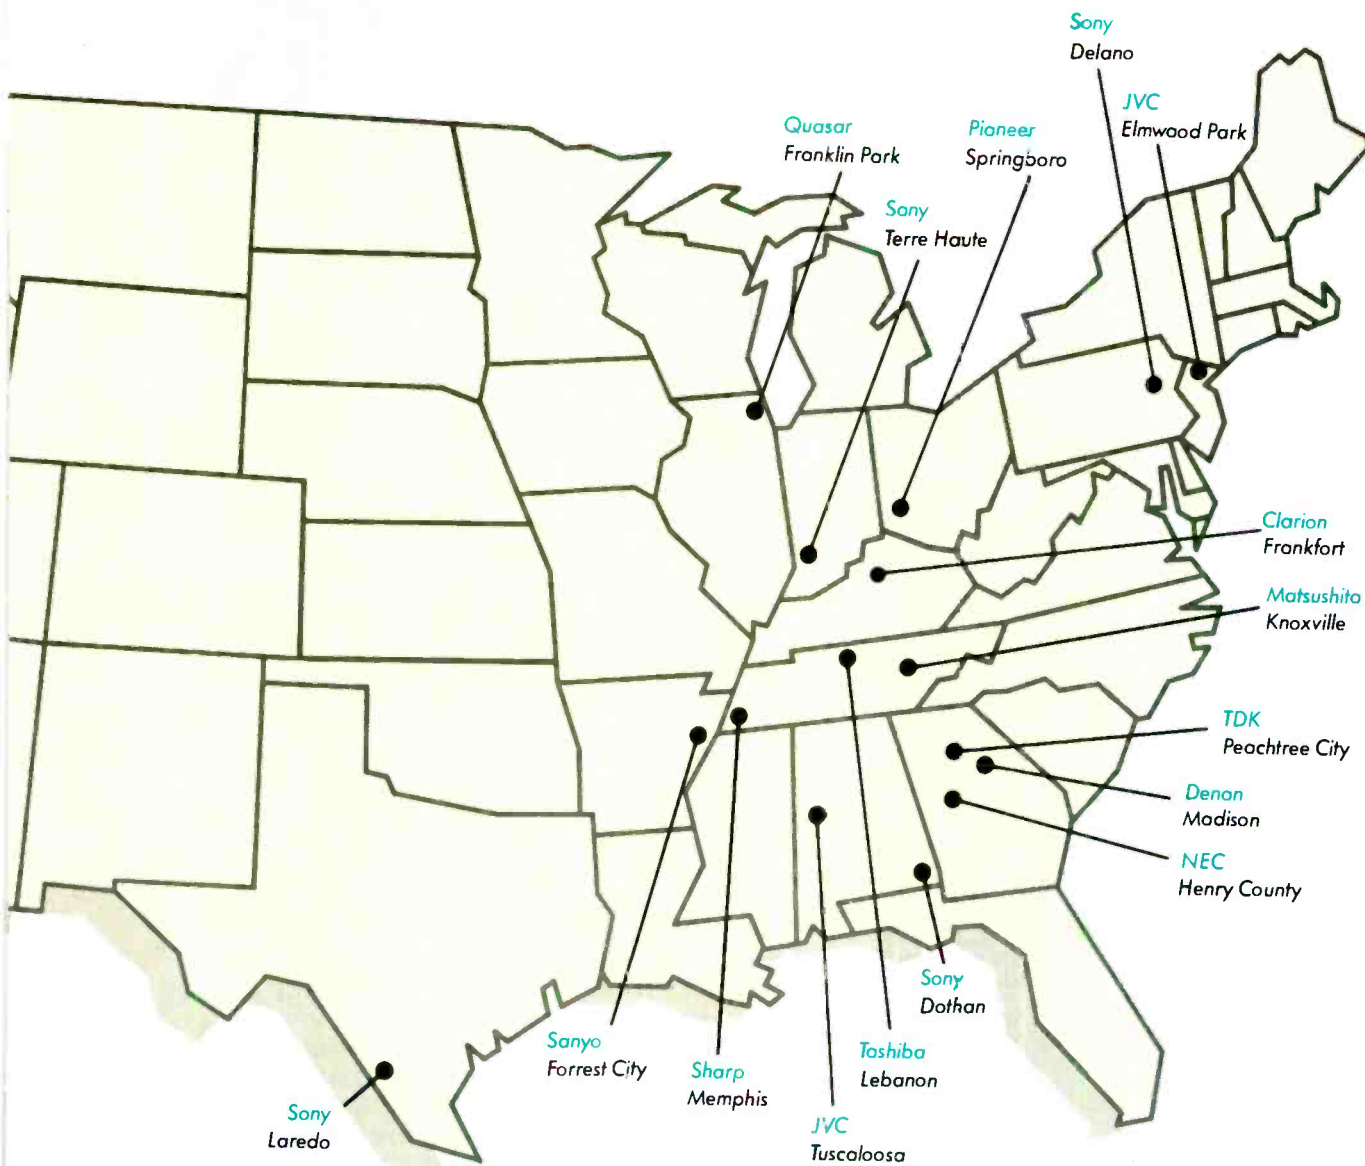 Sony
Delano
JVC
Elmwood Park
Quasar
Franklin Park
Pioneer
Springboro
Sony
Terre Haute
Clarion
Frankfort
Matsushita
Knoxville
TDK
Peachtree City
Denon
Madison
NEC
Henry County
Sony
Dothan
Toshiba
Lebanon
Sanyo
Forrest City
Sharp
Memphis
JVC
Tuscaloosa
Sony
Laredo